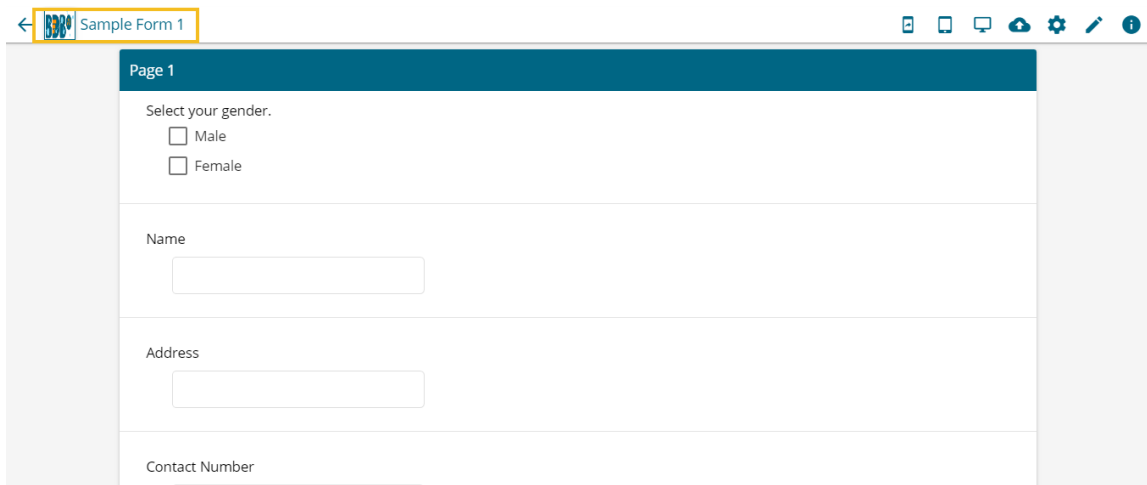 Sample Form 1
Page 1
Select your gender.
Male
Female
Name
Address
Contact Number